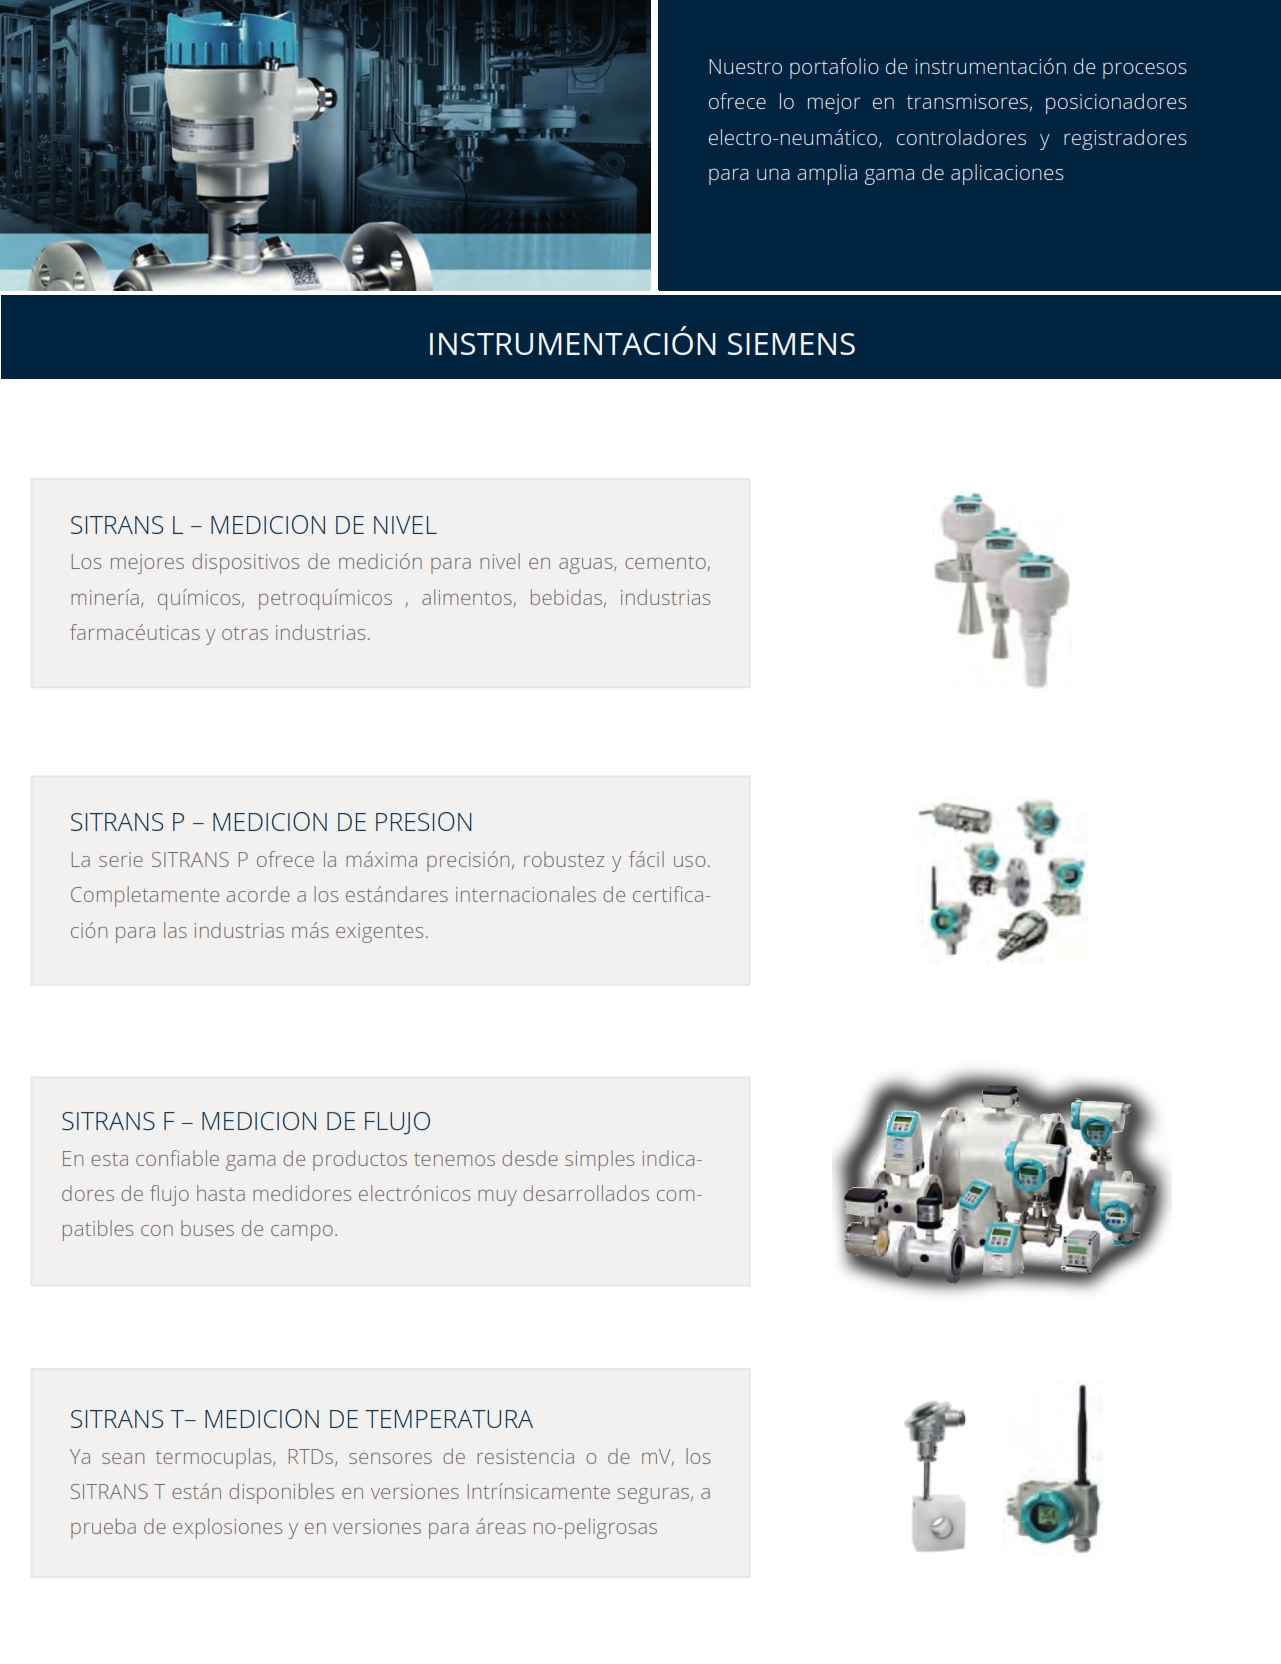 Nuestro portafolio de instrumentación de procesos
ofrece lo mejor en transmisores, posicionadores
electro-neumático, controladores y registradores
para una amplia gama de aplicaciones
INSTRUMENTACIÓN SIEMENS
SITRANS L – MEDICION DE NIVEL
Los mejores dispositivos de medición para nivel en aguas, cemento,
minería, químicos, petroquímicos , alimentos, bebidas, industrias
farmacéuticas y otras industrias.
SITRANS P – MEDICION DE PRESION
La serie SITRANS P ofrece la máxima precisión, robustez y fácil uso.
Completamente acorde a los estándares internacionales de certifica-
ción para las industrias más exigentes.
SITRANS F – MEDICION DE FLUJO
En esta confiable gama de productos tenemos desde simples indica-
dores de flujo hasta medidores electrónicos muy desarrollados com-
patibles con buses de campo.
SITRANS T– MEDICION DE TEMPERATURA
Ya sean termocuplas, RTDs, sensores de resistencia o de mV, los
SITRANS T están disponibles en versiones Intrínsicamente seguras, a
prueba de explosiones y en versiones para áreas no-peligrosas